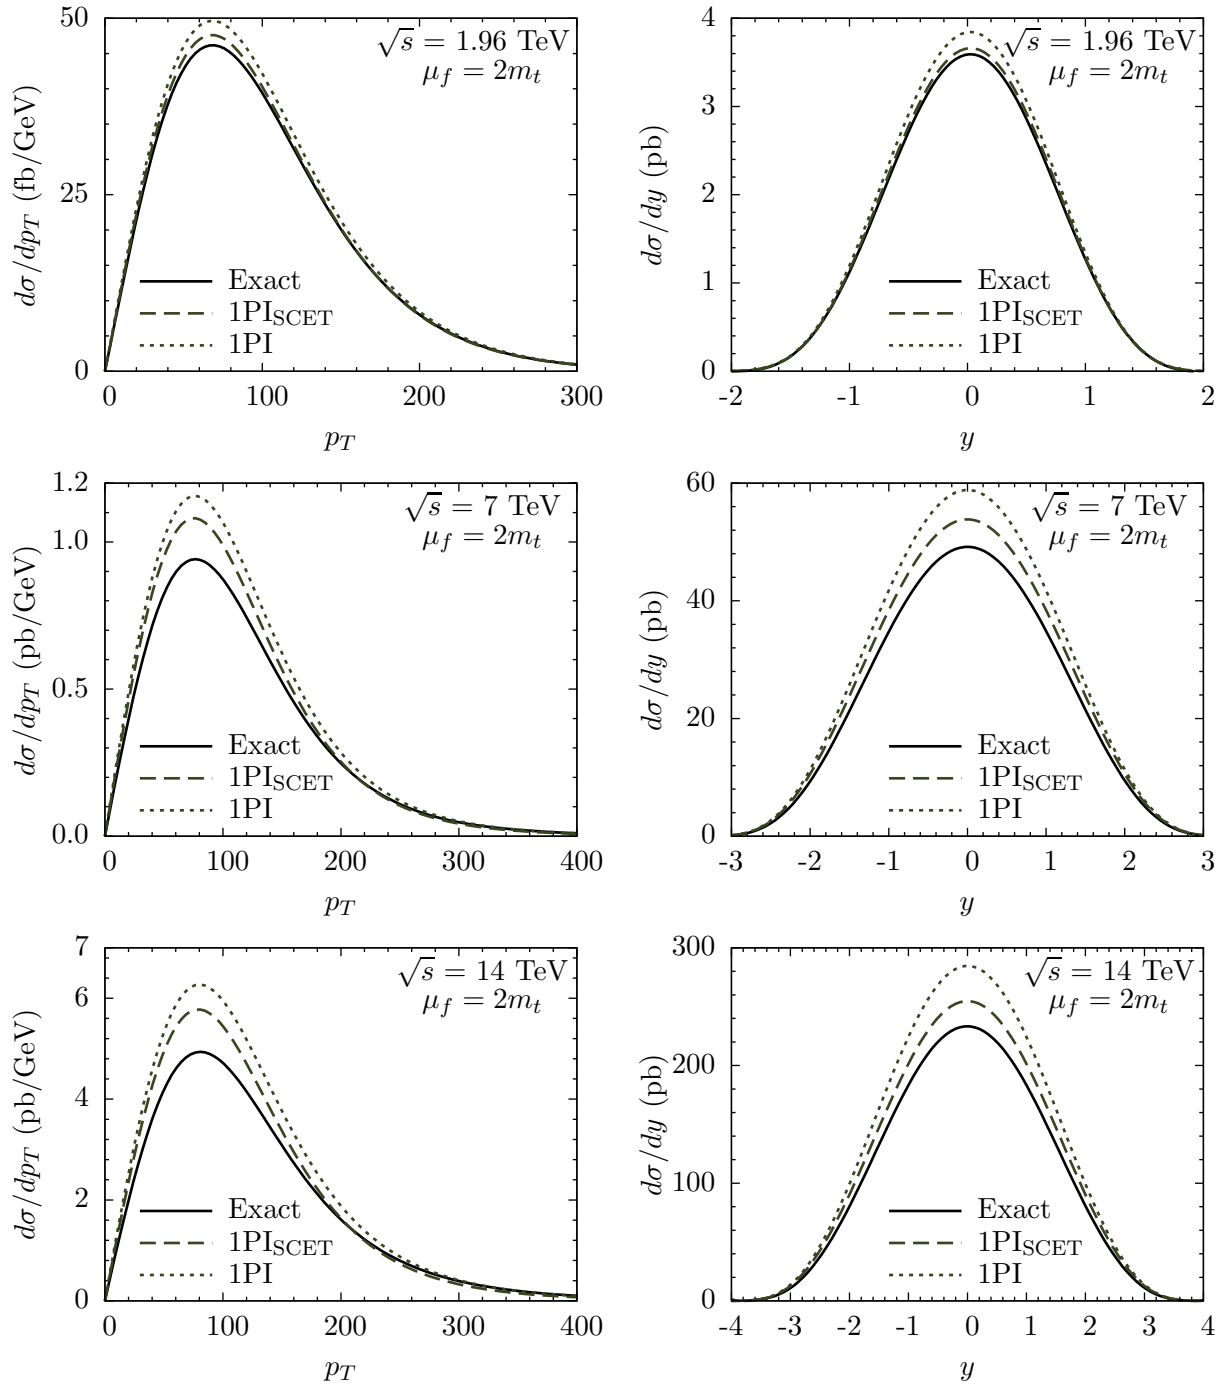 50
25
0
dσ/dp_T (fb/GeV)
√s = 1.96 TeV
μ_f = 2m_t
Exact
1PI_SCET
1PI
0 100 200 300
p_T
4
3
2
1
0
dσ/dy (pb)
√s = 1.96 TeV
μ_f = 2m_t
Exact
1PI_SCET
1PI
-2 -1 0 1 2
y
1.2
1.0
0.5
0.0
dσ/dp_T (pb/GeV)
√s = 7 TeV
μ_f = 2m_t
Exact
1PI_SCET
1PI
0 100 200 300 400
p_T
60
40
20
0
dσ/dy (pb)
√s = 7 TeV
μ_f = 2m_t
Exact
1PI_SCET
1PI
-3 -2 -1 0 1 2 3
y
7
6
4
2
0
dσ/dp_T (pb/GeV)
√s = 14 TeV
μ_f = 2m_t
Exact
1PI_SCET
1PI
0 100 200 300 400
p_T
300
200
100
0
dσ/dy (pb)
√s = 14 TeV
μ_f = 2m_t
Exact
1PI_SCET
1PI
-4 -3 -2 -1 0 1 2 3 4
y